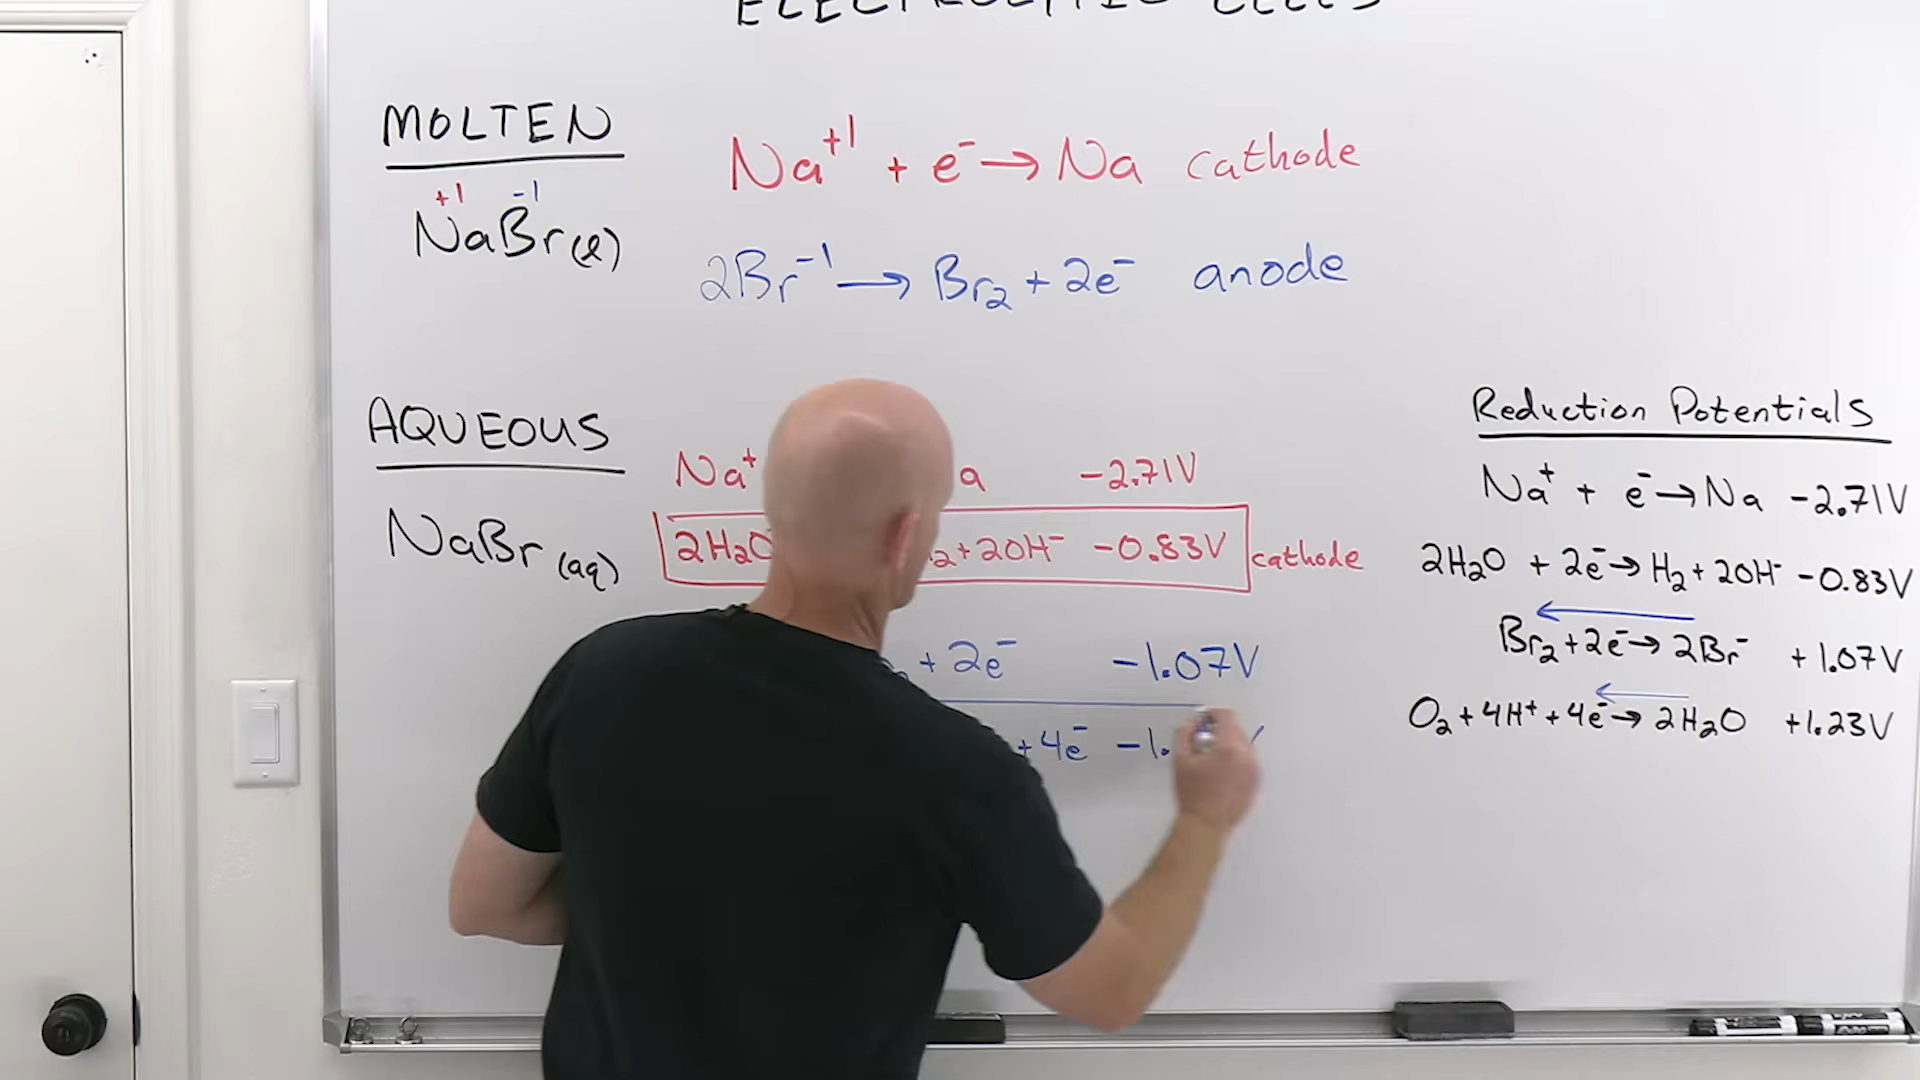 CELLS
MOLTEN
+1 -1
NaBr(l)
Na⁺¹ + e⁻ → Na cathode
2Br⁻¹ → Br₂ + 2e⁻ anode
AQUEOUS
NaBr (aq)
Na⁺ a -2.71V
2H₂O ₂ + 2OH⁻ -0.83V cathode
+ 2e⁻ -1.07V
+ 4e⁻ -1.
Reduction Potentials
Na⁺ + e⁻ → Na -2.71V
2H₂O + 2e⁻ → H₂ + 2OH⁻ -0.83V
Br₂ + 2e⁻ → 2Br⁻ +1.07V
O₂ + 4H⁺ + 4e⁻ → 2H₂O +1.23V